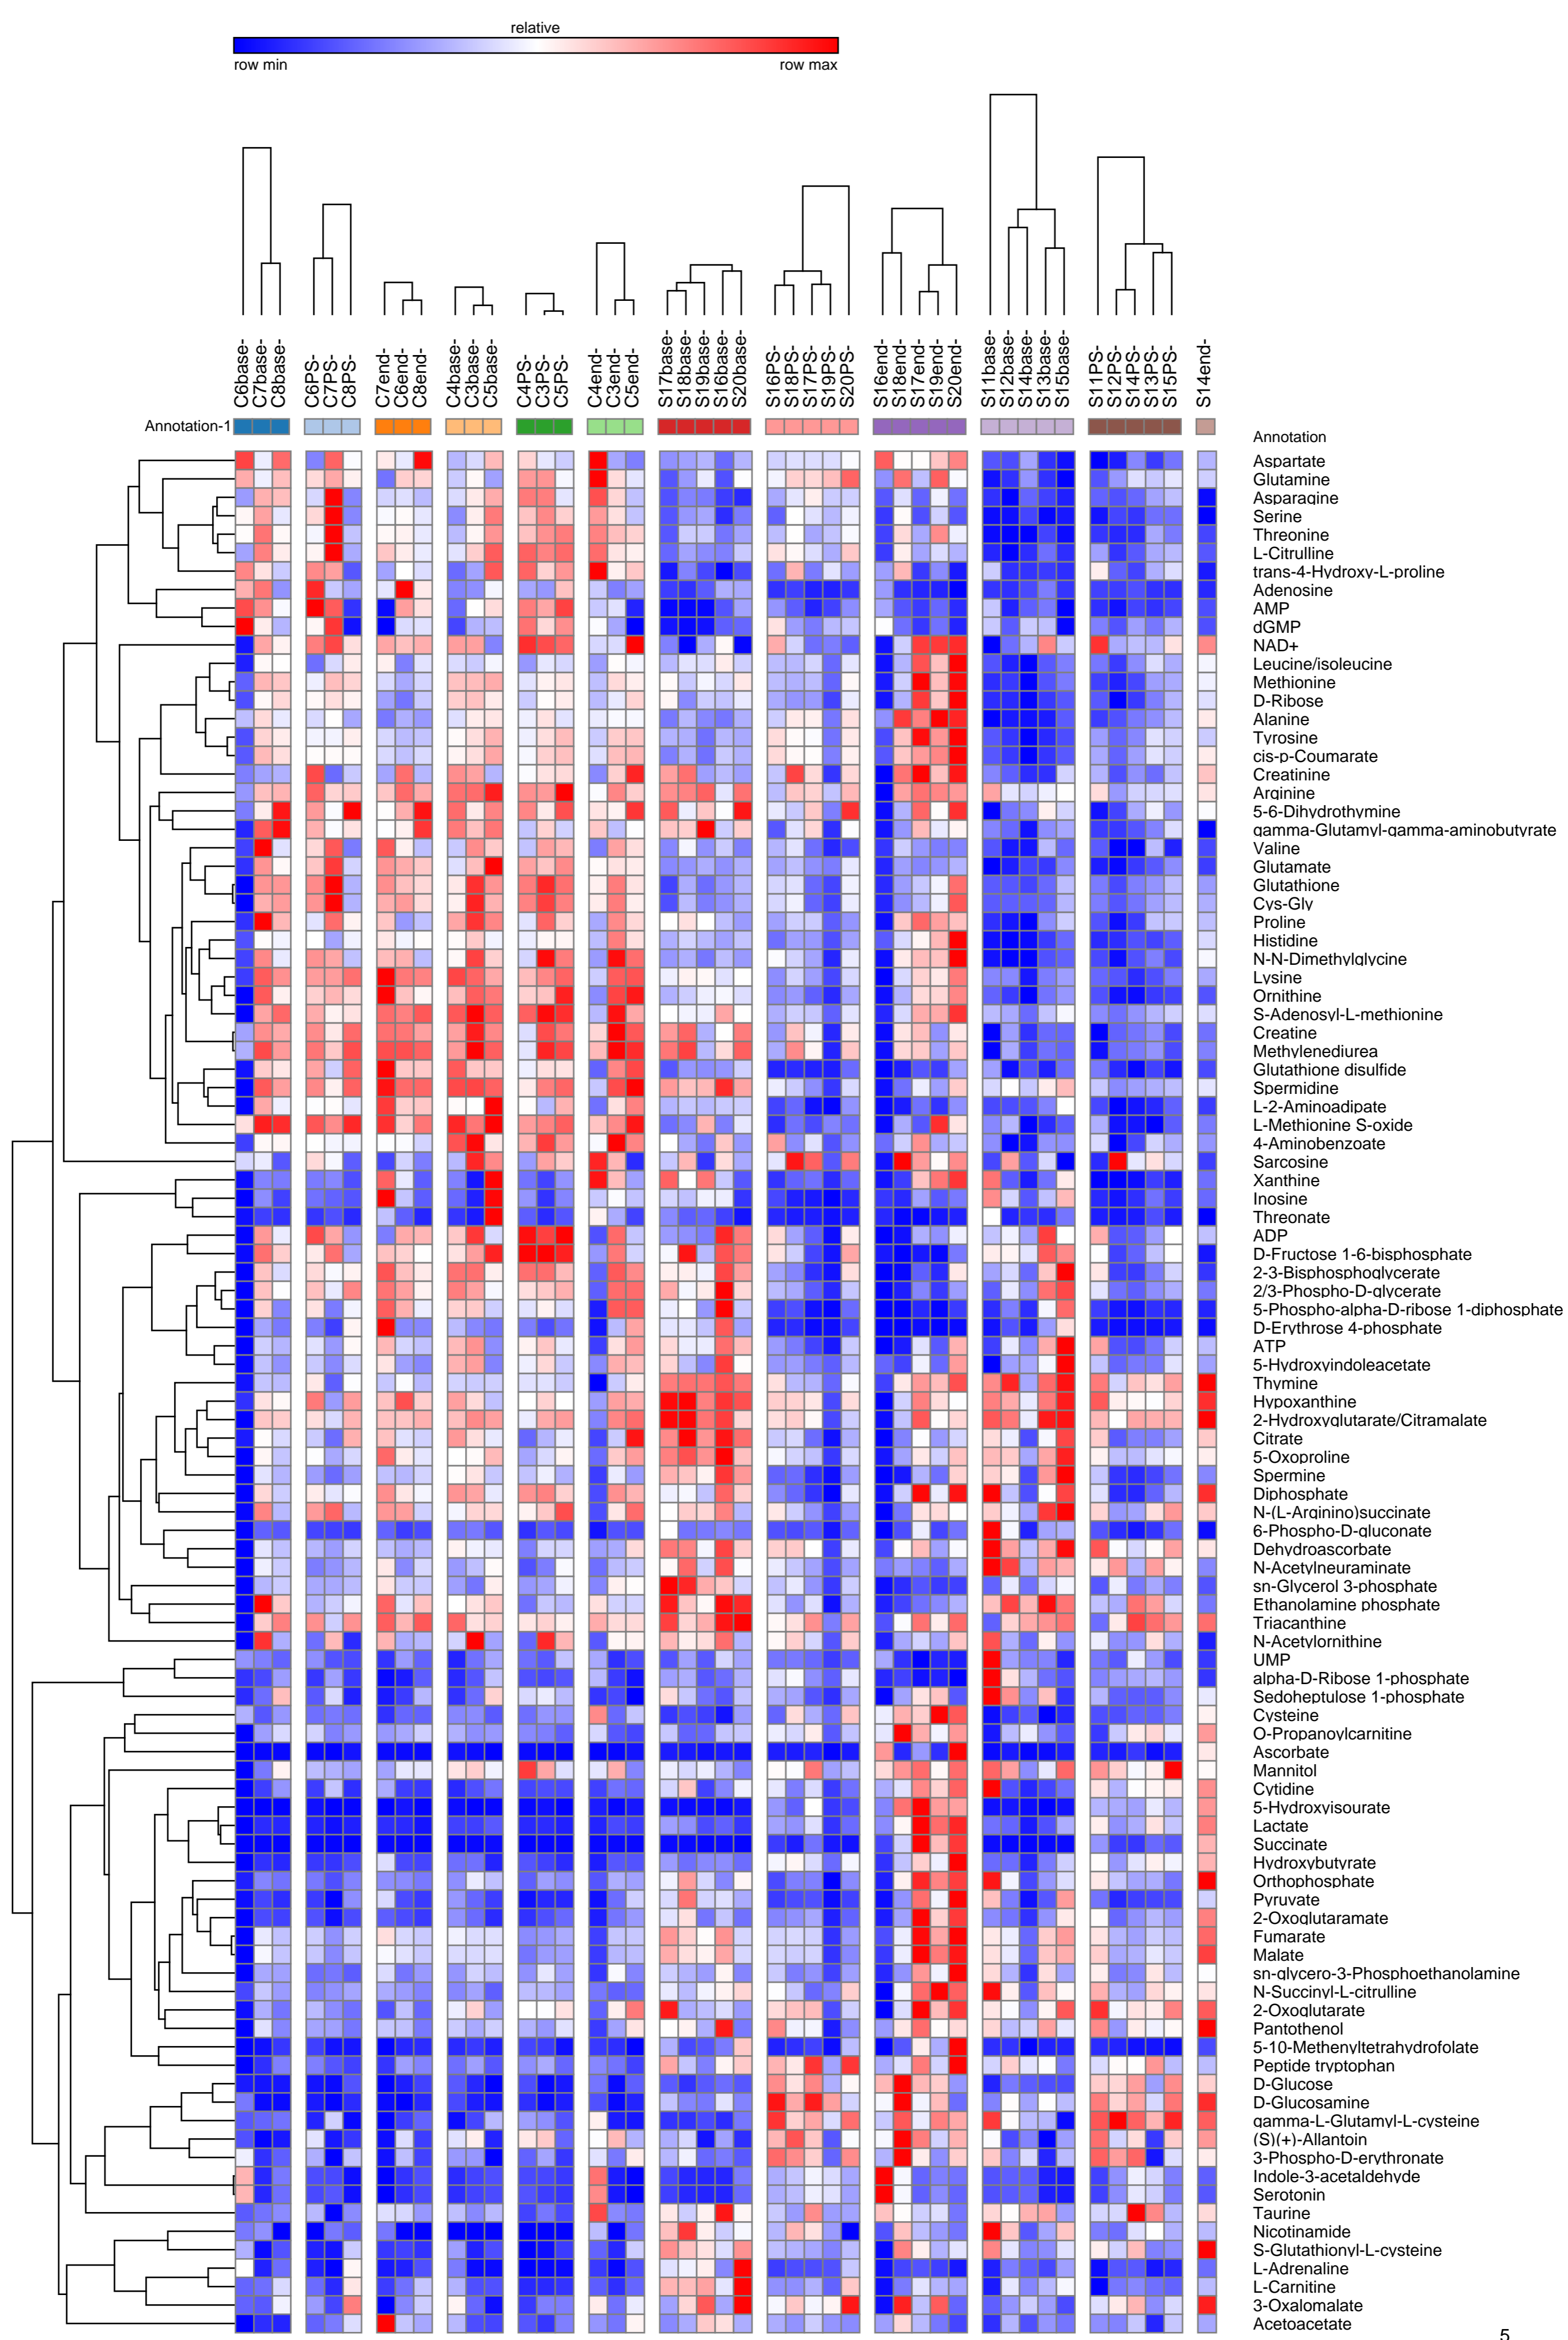 relative
row min row max
C6base-
C7base-
C8base-
C6PS-
C7PS-
C8PS-
C7end-
C6end-
C8end-
C4base-
C3base-
C5base-
C4PS-
C3PS-
C5PS-
C4end-
C3end-
C5end-
S17base-
S18base-
S19base-
S16base-
S20base-
S16PS-
S18PS-
S17PS-
S19PS-
S20PS-
S16end-
S18end-
S17end-
S19end-
S20end-
S11base-
S12base-
S14base-
S13base-
S15base-
S11PS-
S12PS-
S14PS-
S13PS-
S15PS-
S14end-
Annotation-1
Annotation
Aspartate
Glutamine
Asparagine
Serine
Threonine
L-Citrulline
trans-4-Hydroxy-L-proline
Adenosine
AMP
dGMP
NAD+
Leucine/isoleucine
Methionine
D-Ribose
Alanine
Tyrosine
cis-p-Coumarate
Creatinine
Arginine
5-6-Dihydrothymine
gamma-Glutamyl-gamma-aminobutyrate
Valine
Glutamate
Glutathione
Cys-Gly
Proline
Histidine
N-N-Dimethylglycine
Lysine
Ornithine
S-Adenosyl-L-methionine
Creatine
Methylenediurea
Glutathione disulfide
Spermidine
L-2-Aminoadipate
L-Methionine S-oxide
4-Aminobenzoate
Sarcosine
Xanthine
Inosine
Threonate
ADP
D-Fructose 1-6-bisphosphate
2-3-Bisphosphoglycerate
2/3-Phospho-D-glycerate
5-Phospho-alpha-D-ribose 1-diphosphate
D-Erythrose 4-phosphate
ATP
5-Hydroxyindoleacetate
Thymine
Hypoxanthine
2-Hydroxyglutarate/Citramalate
Citrate
5-Oxoproline
Spermine
Diphosphate
N-(L-Arginino)succinate
6-Phospho-D-gluconate
Dehydroascorbate
N-Acetylneuraminate
sn-Glycerol 3-phosphate
Ethanolamine phosphate
Triacanthine
N-Acetylornithine
UMP
alpha-D-Ribose 1-phosphate
Sedoheptulose 1-phosphate
Cysteine
O-Propanoylcarnitine
Ascorbate
Mannitol
Cytidine
5-Hydroxyisourate
Lactate
Succinate
Hydroxybutyrate
Orthophosphate
Pyruvate
2-Oxoglutaramate
Fumarate
Malate
sn-glycero-3-Phosphoethanolamine
N-Succinyl-L-citrulline
2-Oxoglutarate
Pantothenol
5-10-Methenyltetrahydrofolate
Peptide tryptophan
D-Glucose
D-Glucosamine
gamma-L-Glutamyl-L-cysteine
(S)(+)-Allantoin
3-Phospho-D-erythronate
Indole-3-acetaldehyde
Serotonin
Taurine
Nicotinamide
S-Glutathionyl-L-cysteine
L-Adrenaline
L-Carnitine
3-Oxalomalate
Acetoacetate
5